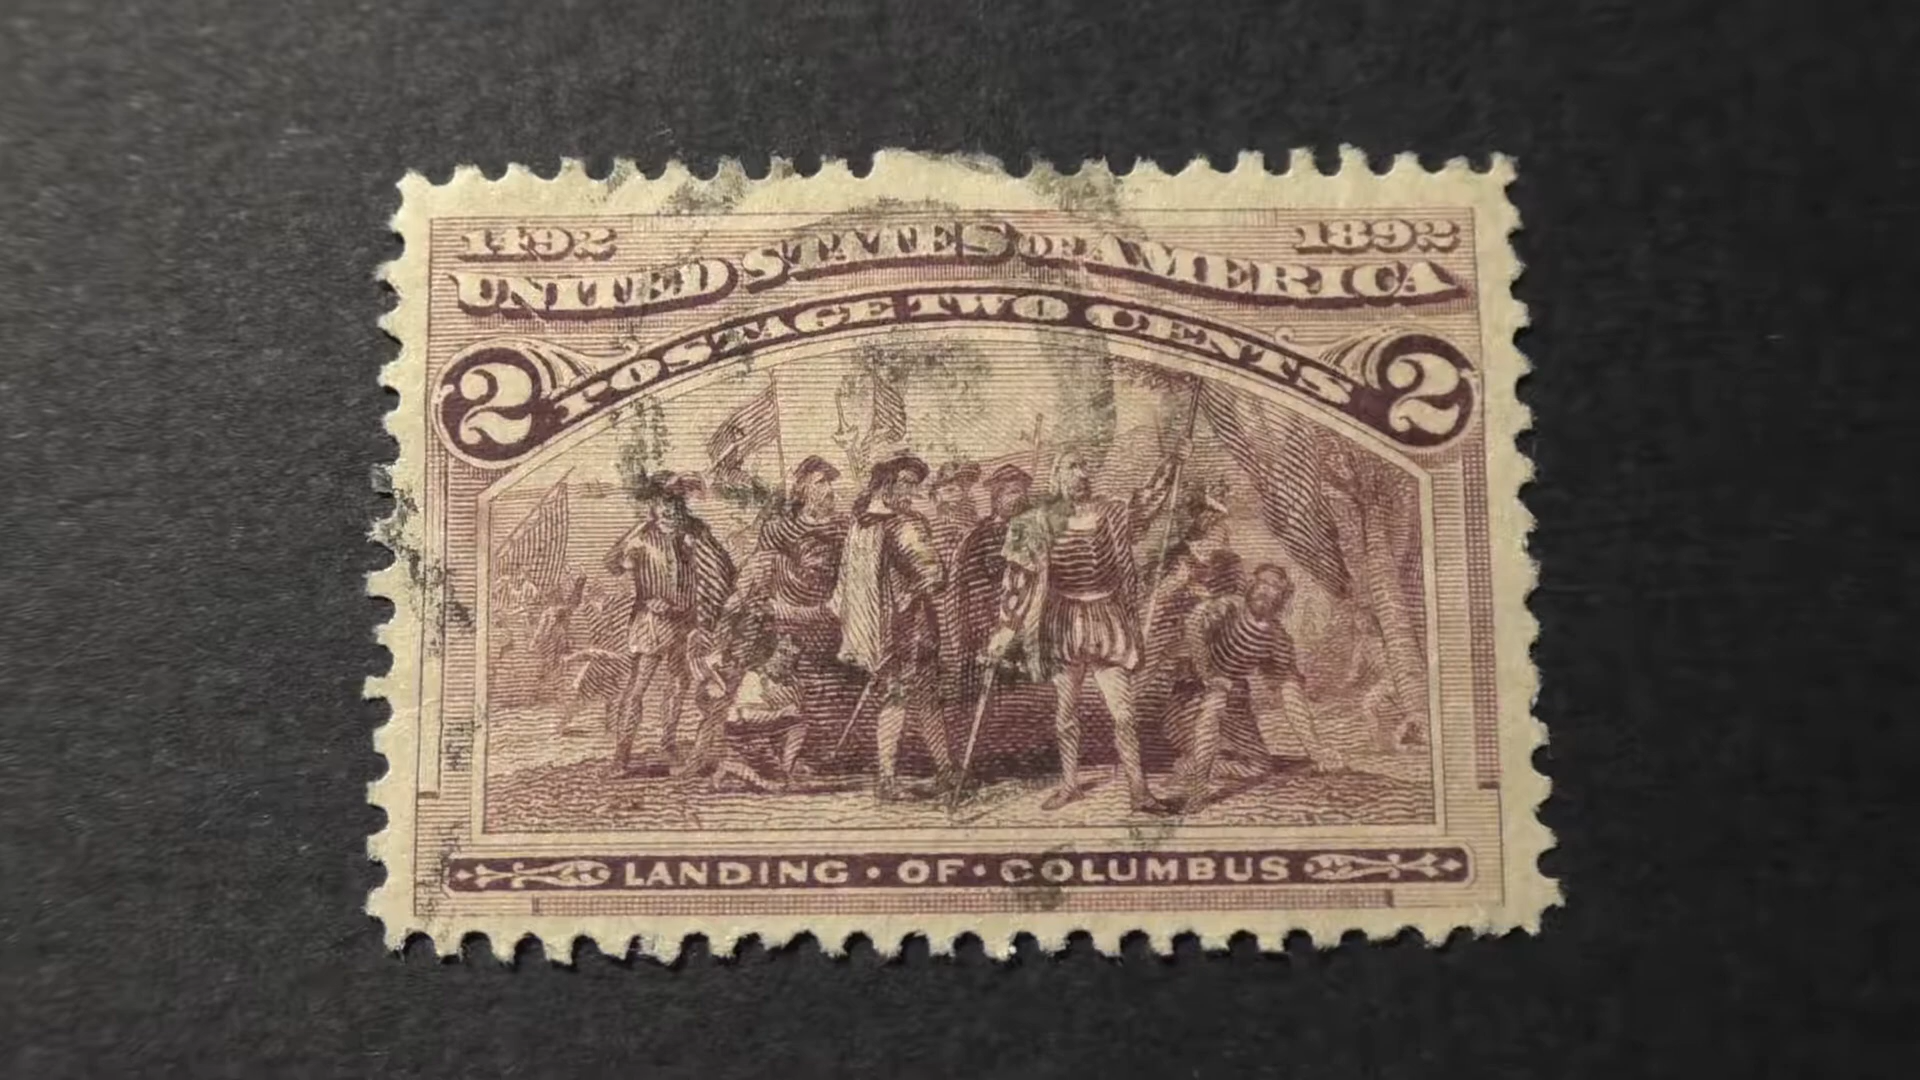 1492 1892
UNITED STATES OF AMERICA
POSTAGE TWO CENTS
2 2
LANDING · OF · COLUMBUS